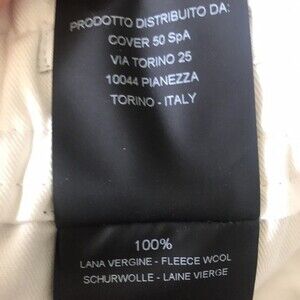 PRODOTTO DISTRIBUITO DA:
COVER 50 SpA
VIA TORINO 25
10044 PIANEZZA
TORINO - ITALY
100%
LANA VERGINE - FLEECE WOOL
SCHURWOLLE - LAINE VIERGE